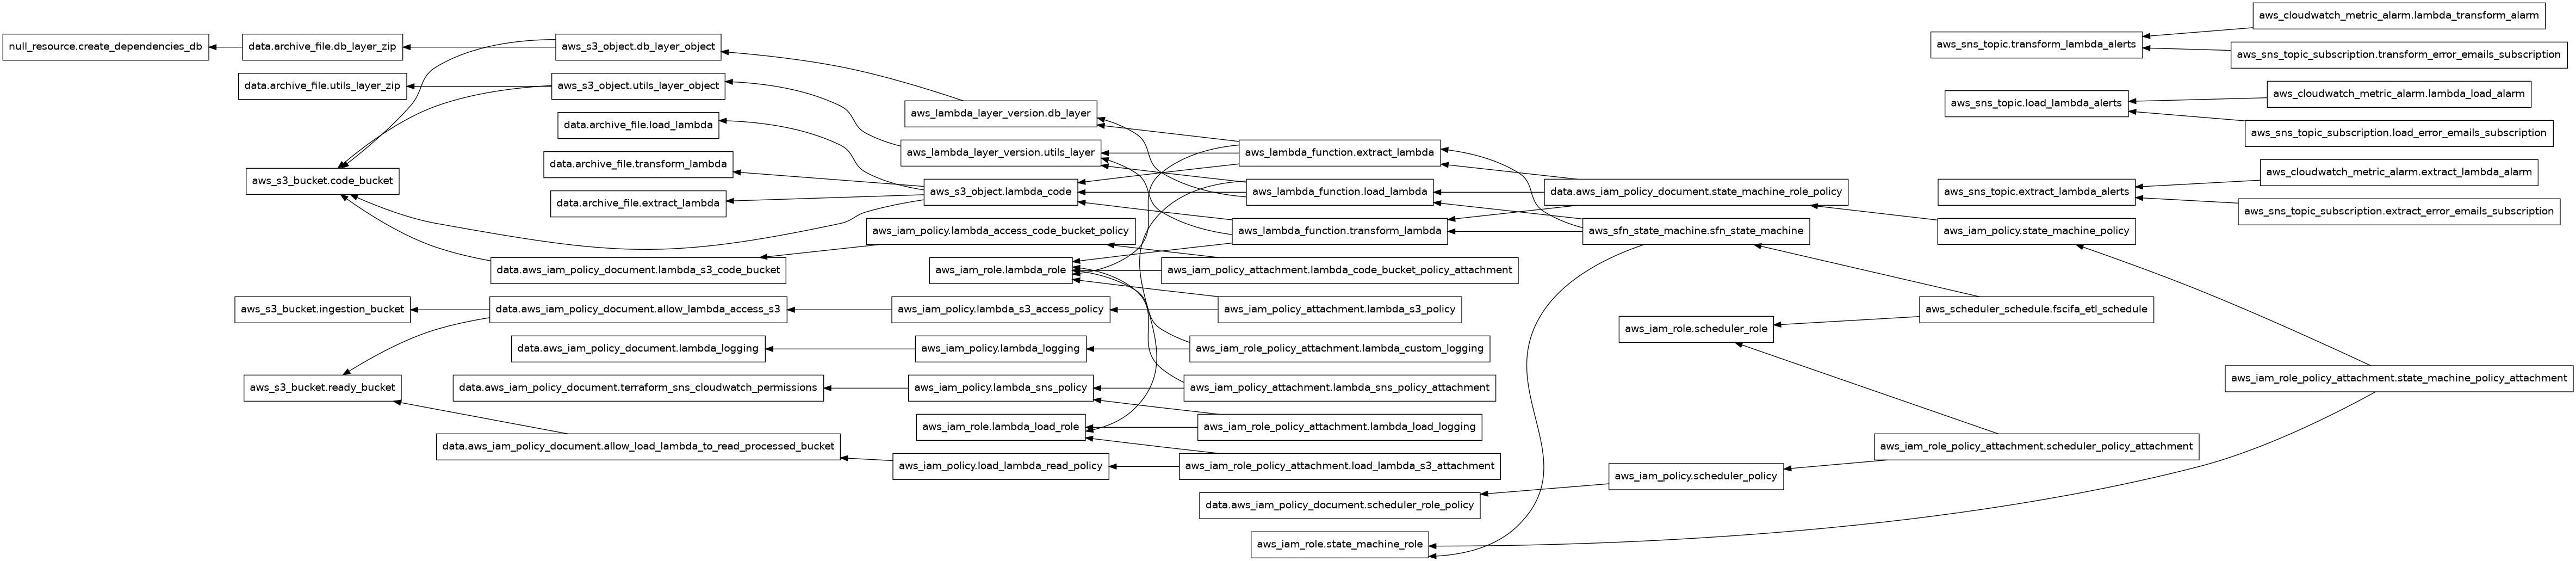 aws_cloudwatch_metric_alarm.lambda_transform_alarm
null_resource.create_dependencies_db
data.archive_file.db_layer_zip
aws_s3_object.db_layer_object
aws_sns_topic.transform_lambda_alerts
aws_sns_topic_subscription.transform_error_emails_subscription
data.archive_file.utils_layer_zip
aws_s3_object.utils_layer_object
aws_cloudwatch_metric_alarm.lambda_load_alarm
aws_lambda_layer_version.db_layer
aws_sns_topic.load_lambda_alerts
data.archive_file.load_lambda
aws_sns_topic_subscription.load_error_emails_subscription
aws_lambda_layer_version.utils_layer
aws_lambda_function.extract_lambda
data.archive_file.transform_lambda
aws_cloudwatch_metric_alarm.extract_lambda_alarm
aws_s3_bucket.code_bucket
aws_s3_object.lambda_code
aws_lambda_function.load_lambda
data.aws_iam_policy_document.state_machine_role_policy
aws_sns_topic.extract_lambda_alerts
data.archive_file.extract_lambda
aws_sns_topic_subscription.extract_error_emails_subscription
aws_iam_policy.lambda_access_code_bucket_policy
aws_lambda_function.transform_lambda
aws_sfn_state_machine.sfn_state_machine
aws_iam_policy.state_machine_policy
data.aws_iam_policy_document.lambda_s3_code_bucket
aws_iam_role.lambda_role
aws_iam_policy_attachment.lambda_code_bucket_policy_attachment
aws_s3_bucket.ingestion_bucket
data.aws_iam_policy_document.allow_lambda_access_s3
aws_iam_policy.lambda_s3_access_policy
aws_iam_policy_attachment.lambda_s3_policy
aws_scheduler_schedule.fscifa_etl_schedule
aws_iam_role.scheduler_role
data.aws_iam_policy_document.lambda_logging
aws_iam_policy.lambda_logging
aws_iam_role_policy_attachment.lambda_custom_logging
aws_iam_role_policy_attachment.state_machine_policy_attachment
aws_s3_bucket.ready_bucket
data.aws_iam_policy_document.terraform_sns_cloudwatch_permissions
aws_iam_policy.lambda_sns_policy
aws_iam_policy_attachment.lambda_sns_policy_attachment
aws_iam_role.lambda_load_role
aws_iam_role_policy_attachment.lambda_load_logging
data.aws_iam_policy_document.allow_load_lambda_to_read_processed_bucket
aws_iam_role_policy_attachment.scheduler_policy_attachment
aws_iam_policy.load_lambda_read_policy
aws_iam_role_policy_attachment.load_lambda_s3_attachment
aws_iam_policy.scheduler_policy
data.aws_iam_policy_document.scheduler_role_policy
aws_iam_role.state_machine_role